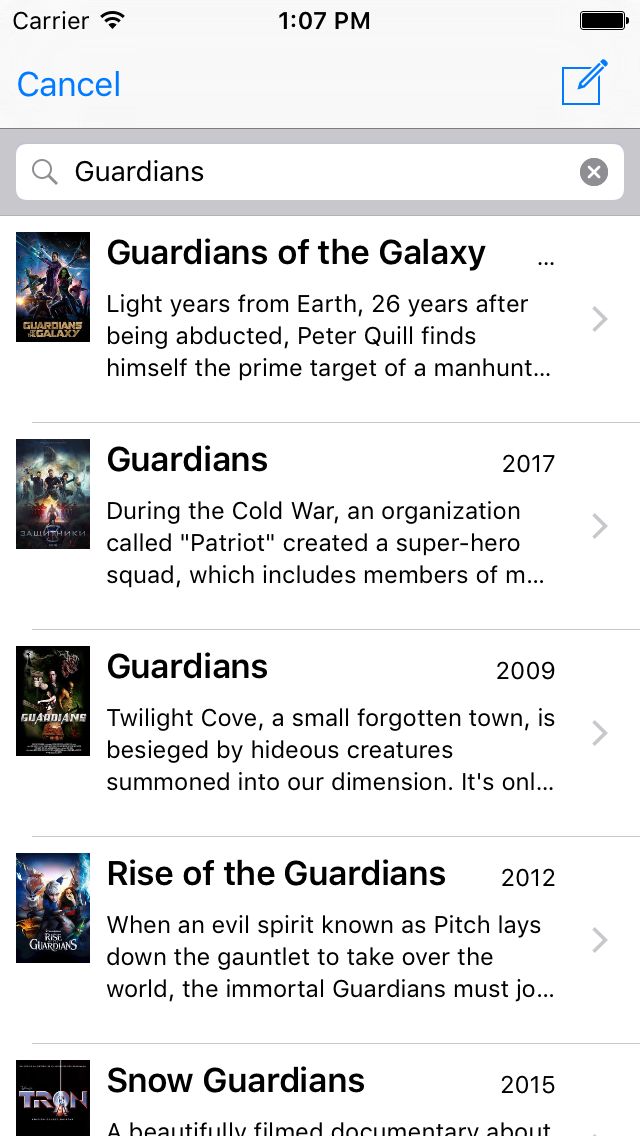 Carrier 1:07 PM
Cancel
Guardians
Guardians of the Galaxy ...
GUARDIANS
OF THE
GALAXY
Light years from Earth, 26 years after
being abducted, Peter Quill finds
himself the prime target of a manhunt...
Guardians 2017
ЗАЩИТНИКИ
During the Cold War, an organization
called "Patriot" created a super-hero
squad, which includes members of m...
Guardians 2009
GUARDIANS
Twilight Cove, a small forgotten town, is
besieged by hideous creatures
summoned into our dimension. It's onl...
Rise of the Guardians 2012
RISE
OF THE
GUARDIANS
When an evil spirit known as Pitch lays
down the gauntlet to take over the
world, the immortal Guardians must jo...
Snow Guardians 2015
TRON
A beautifully filmed documentary about